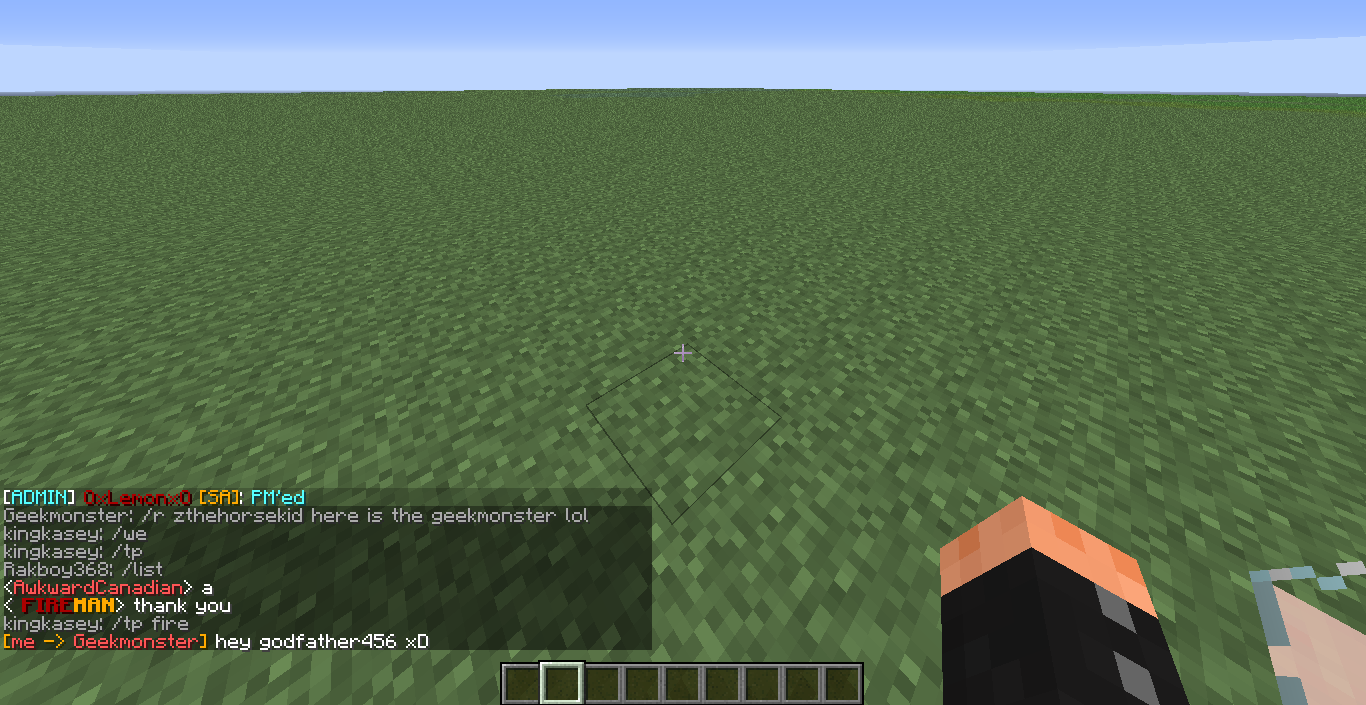 [ADMIN] 0xLemonx0 [SA]: PM'ed
Geekmonster: /r zthehorsekid here is the geekmonster lol
kingkasey: /we
kingkasey: /tp
Rakboy368: /list
<AwkwardCanadian> a
< FIREMAN> thank you
kingkasey: /tp fire
[me -> Geekmonster] hey godfather456 xD